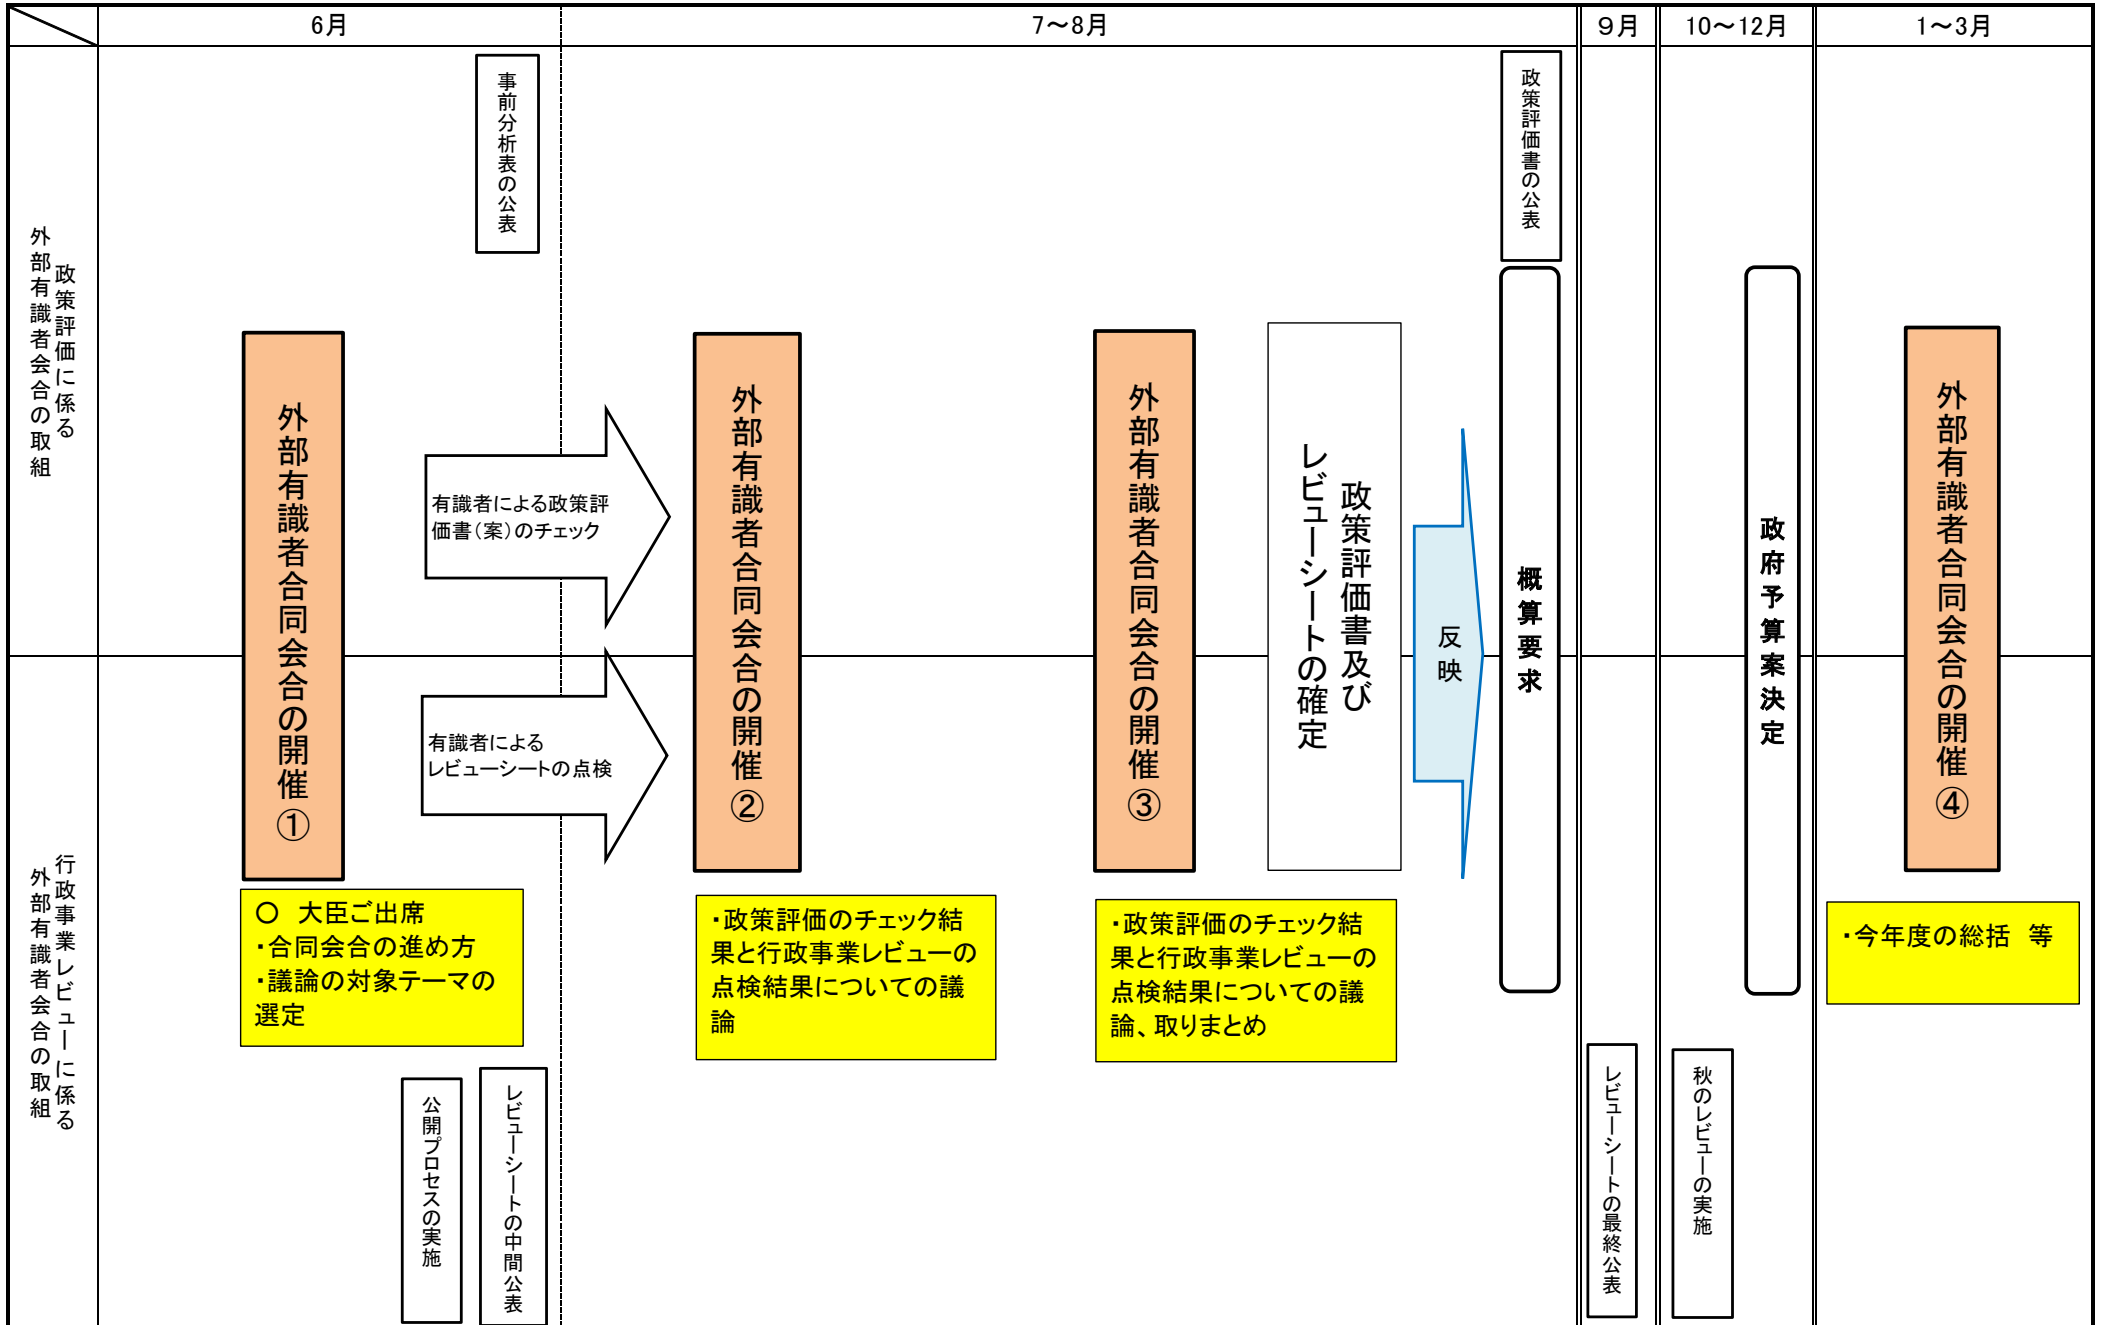 6月
7～8月
９月
10～12月
1～3月
政策評価に係る
外部有識者会合の取組
行政事業レビューに係る
外部有識者会合の取組
事前分析表の公表
政策評価書の公表
外部有識者合同会合の開催①
有識者による政策評
価書（案）のチェック
有識者による
レビューシートの点検
外部有識者合同会合の開催②
外部有識者合同会合の開催③
政策評価書及び
レビューシートの確定
反映
概算要求
政府予算案決定
外部有識者合同会合の開催④
〇　大臣ご出席
・合同会合の進め方
・議論の対象テーマの
選定
・政策評価のチェック結
果と行政事業レビューの
点検結果についての議
論
・政策評価のチェック結
果と行政事業レビューの
点検結果についての議
論、取りまとめ
・今年度の総括　等
公開プロセスの実施
レビューシートの中間公表
レビューシートの最終公表
秋のレビューの実施